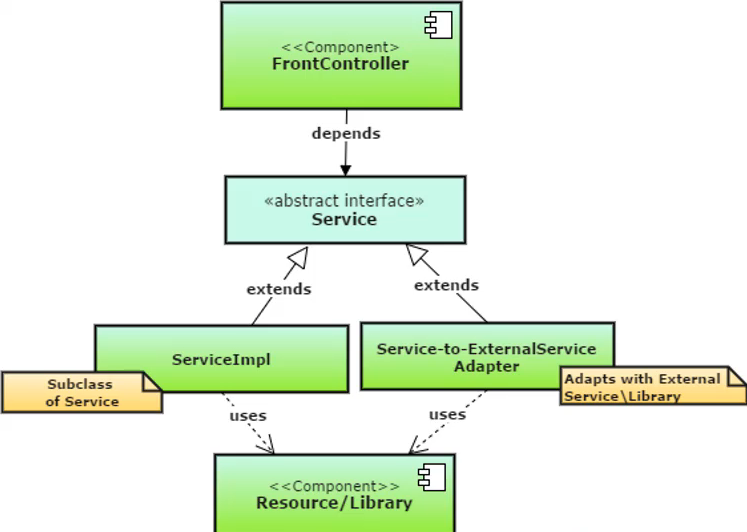 <<Component>
FrontController
depends
«abstract interface»
Service
extends
extends
ServiceImpl
Service-to-ExternalService
Adapter
Subclass
of Service
Adapts with External
Service\Library
uses
uses
<<Component>>
Resource/Library